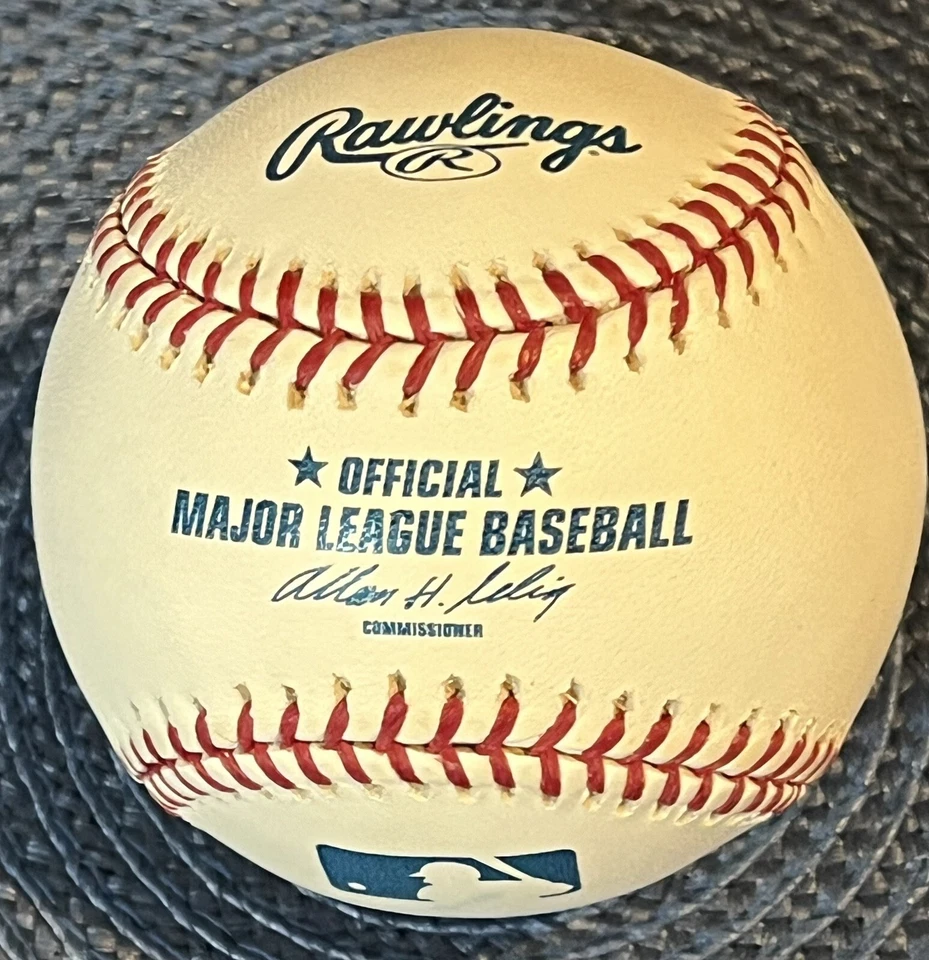 Rawlings
R
★ OFFICIAL ★
MAJOR LEAGUE BASEBALL
Allan H. Selig
COMMISSIONER